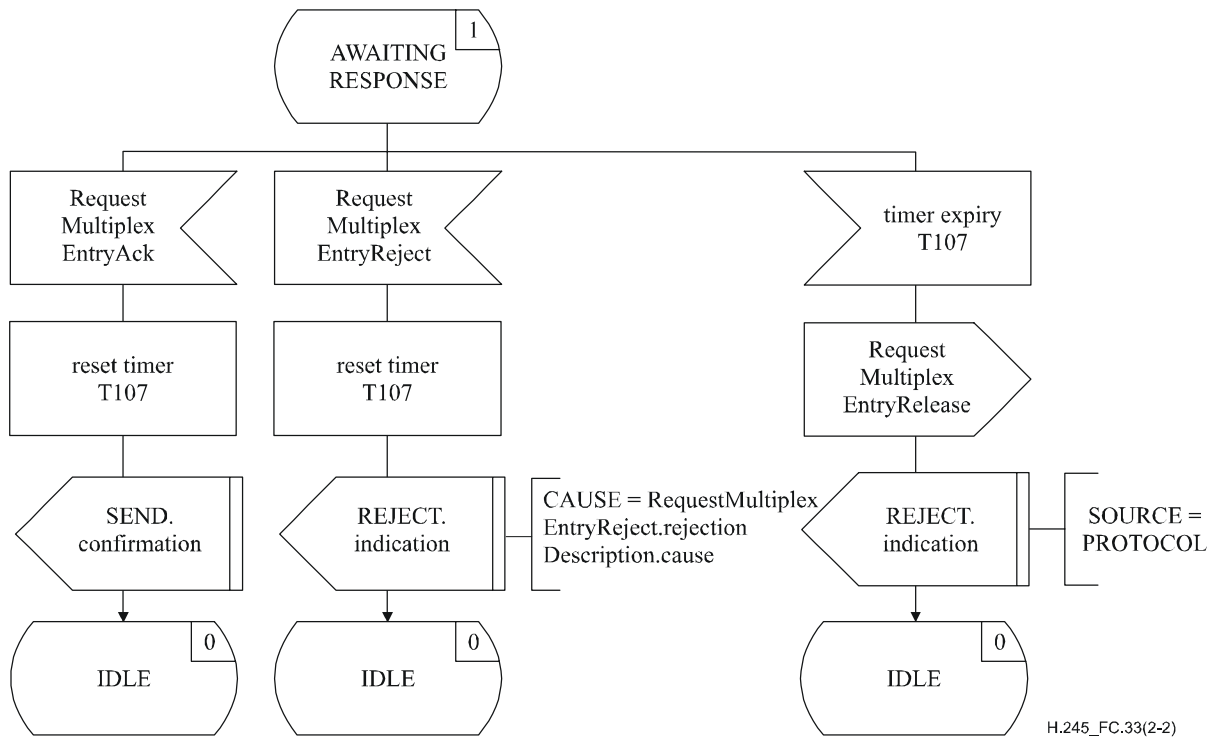 1
AWAITING
RESPONSE
Request
Multiplex
EntryAck
Request
Multiplex
EntryReject
timer expiry
T107
reset timer
T107
reset timer
T107
Request
Multiplex
EntryRelease
SEND.
confirmation
REJECT.
indication
CAUSE = RequestMultiplex
EntryReject.rejection
Description.cause
REJECT.
indication
SOURCE =
PROTOCOL
0
IDLE
0
IDLE
0
IDLE
H.245_FC.33(2-2)